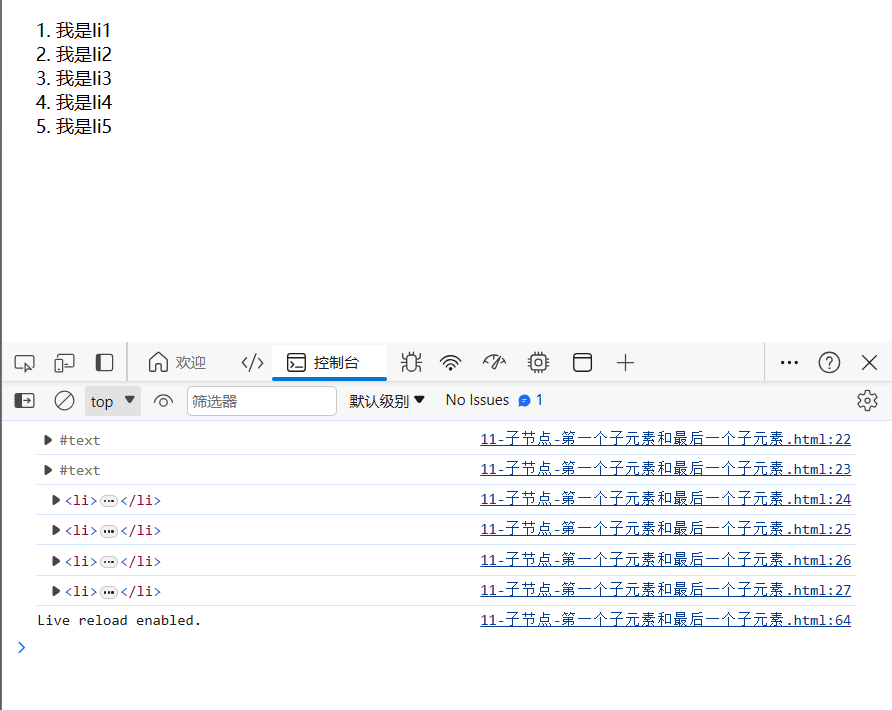 1. 我是li1
2. 我是li2
3. 我是li3
4. 我是li4
5. 我是li5
欢迎 控制台
top 筛选器 默认级别 No Issues 1
#text 11-子节点-第一个子元素和最后一个子元素.html:22
#text 11-子节点-第一个子元素和最后一个子元素.html:23
<li>…</li> 11-子节点-第一个子元素和最后一个子元素.html:24
<li>…</li> 11-子节点-第一个子元素和最后一个子元素.html:25
<li>…</li> 11-子节点-第一个子元素和最后一个子元素.html:26
<li>…</li> 11-子节点-第一个子元素和最后一个子元素.html:27
Live reload enabled. 11-子节点-第一个子元素和最后一个子元素.html:64